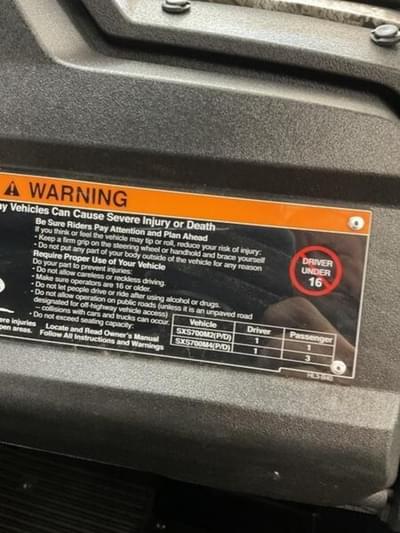 WARNING
y Vehicles Can Cause Severe Injury or Death
Be Sure Riders Pay Attention and Plan Ahead
If you think or feel the vehicle may tip or roll, reduce your risk of injury:
• Keep a firm grip on the steering wheel or handhold and brace yourself
• Do not put any part of your body outside of the vehicle for any reason
Require Proper Use of Your Vehicle
Do your part to prevent injuries:
• Do not allow careless or reckless driving.
• Make sure operators are 16 or older.
• Do not let people drive or ride after using alcohol or drugs.
• Do not allow operation on public roads (unless it is an unpaved road
designated for off-highway vehicle access)
- collisions with cars and trucks can occur.
• Do not exceed seating capacity:
ere injuries
pen areas.
Locate and Read Owner's Manual
Follow All Instructions and Warnings
Vehicle Driver Passenger
SXS700M2(P/D) 1 1
SXS700M4(P/D) 1 3
DRIVER
UNDER
16